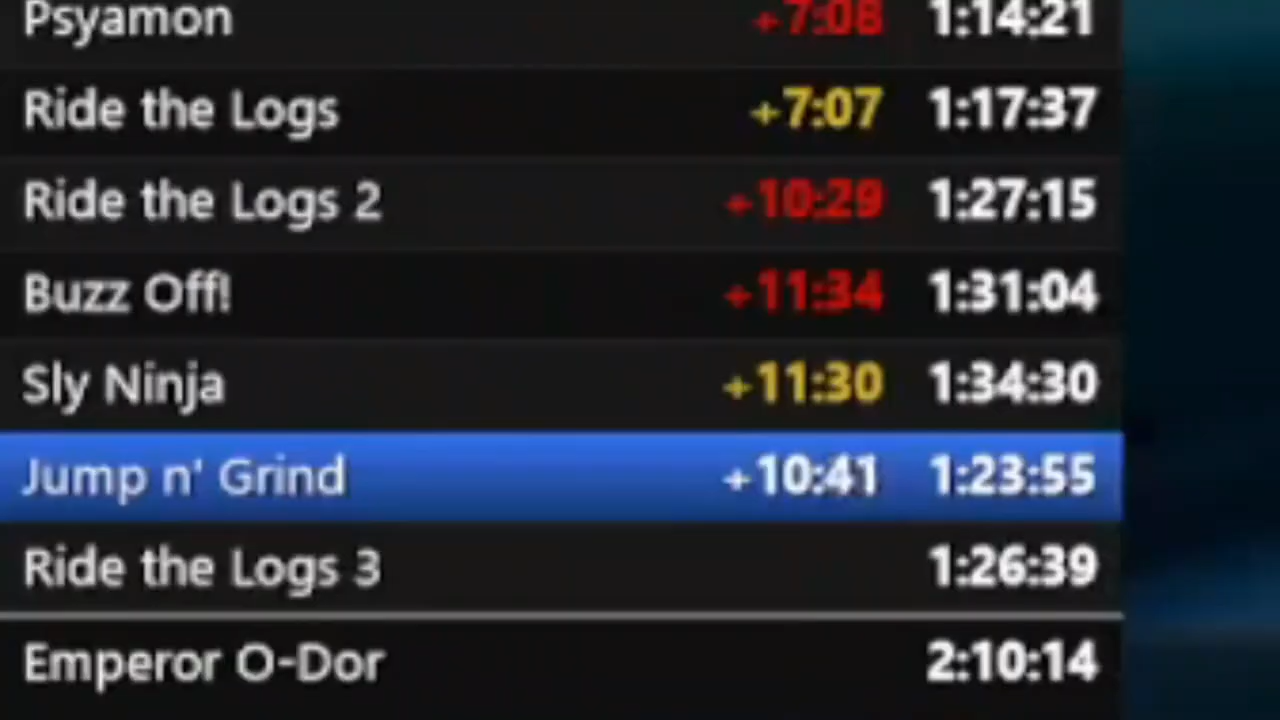 Psyamon +7:08 1:14:21
Ride the Logs +7:07 1:17:37
Ride the Logs 2 +10:29 1:27:15
Buzz Off! +11:34 1:31:04
Sly Ninja +11:30 1:34:30
Jump n' Grind +10:41 1:23:55
Ride the Logs 3 1:26:39
Emperor O-Dor 2:10:14